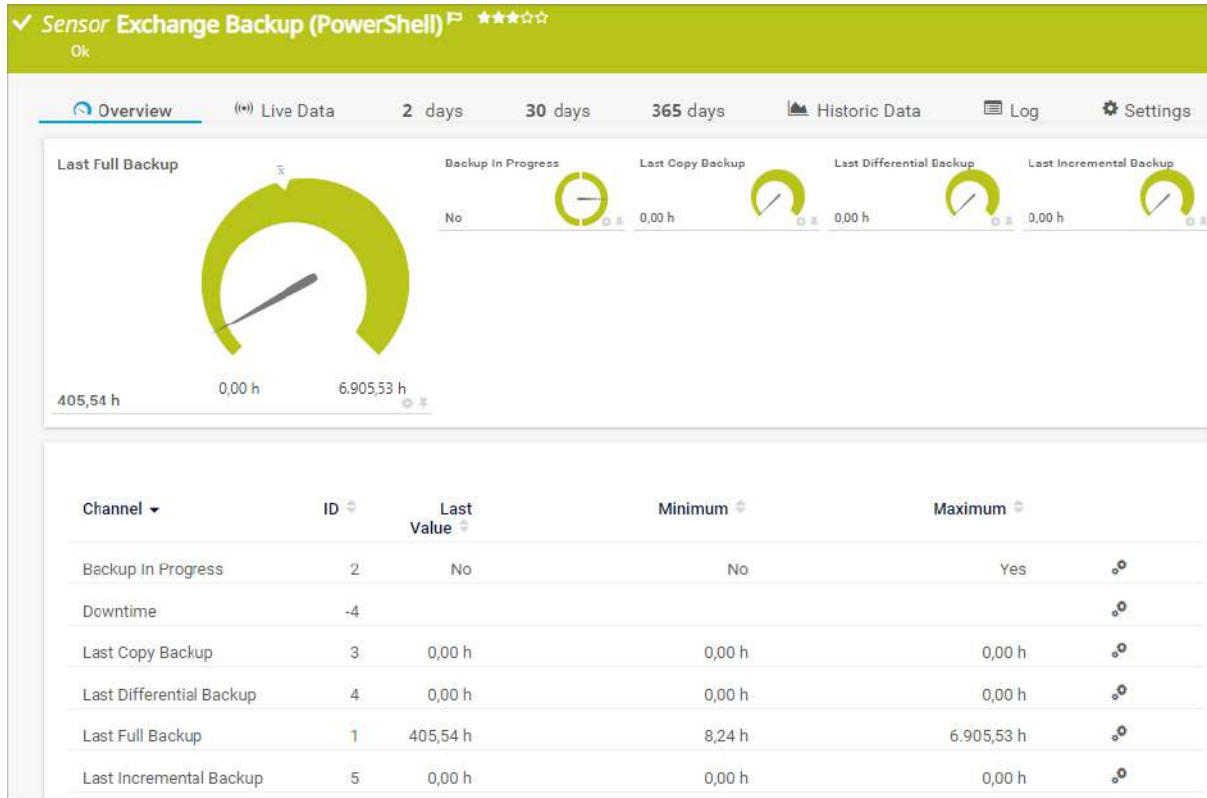 Sensor Exchange Backup (PowerShell)
Ok
Overview Live Data 2 days 30 days 365 days Historic Data Log Settings
Last Full Backup
x̄
405,54 h
0,00 h
6.905,53 h
Backup In Progress
No
Last Copy Backup
0,00 h
Last Differential Backup
0,00 h
Last Incremental Backup
0,00 h
Channel ID Last Value Minimum Maximum
Backup In Progress 2 No No Yes
Downtime -4
Last Copy Backup 3 0,00 h 0,00 h 0,00 h
Last Differential Backup 4 0,00 h 0,00 h 0,00 h
Last Full Backup 1 405,54 h 8,24 h 6.905,53 h
Last Incremental Backup 5 0,00 h 0,00 h 0,00 h